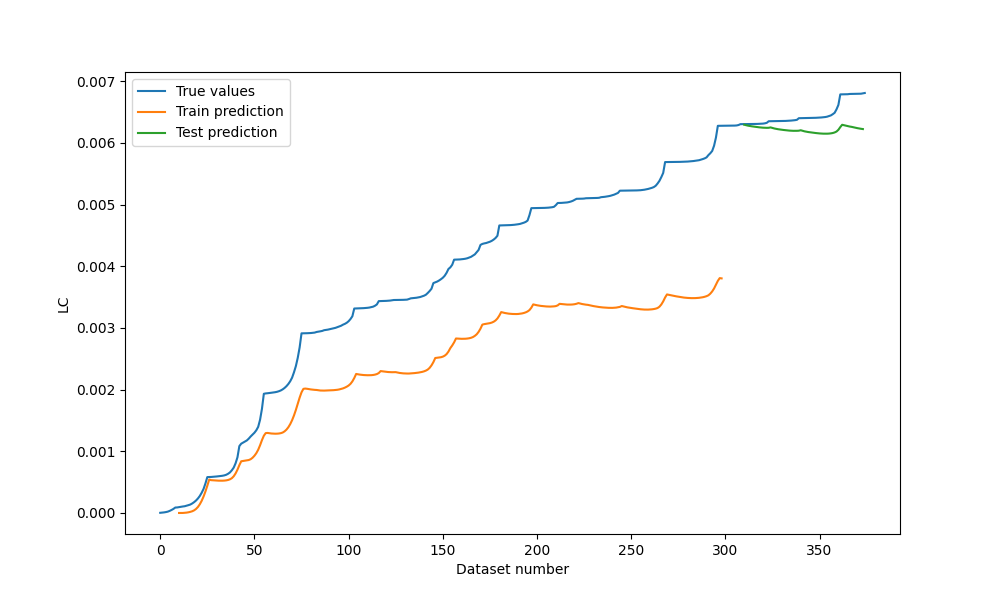 True values
Train prediction
Test prediction
0.007
0.006
0.005
0.004
0.003
0.002
0.001
0.000
LC
0 50 100 150 200 250 300 350
Dataset number